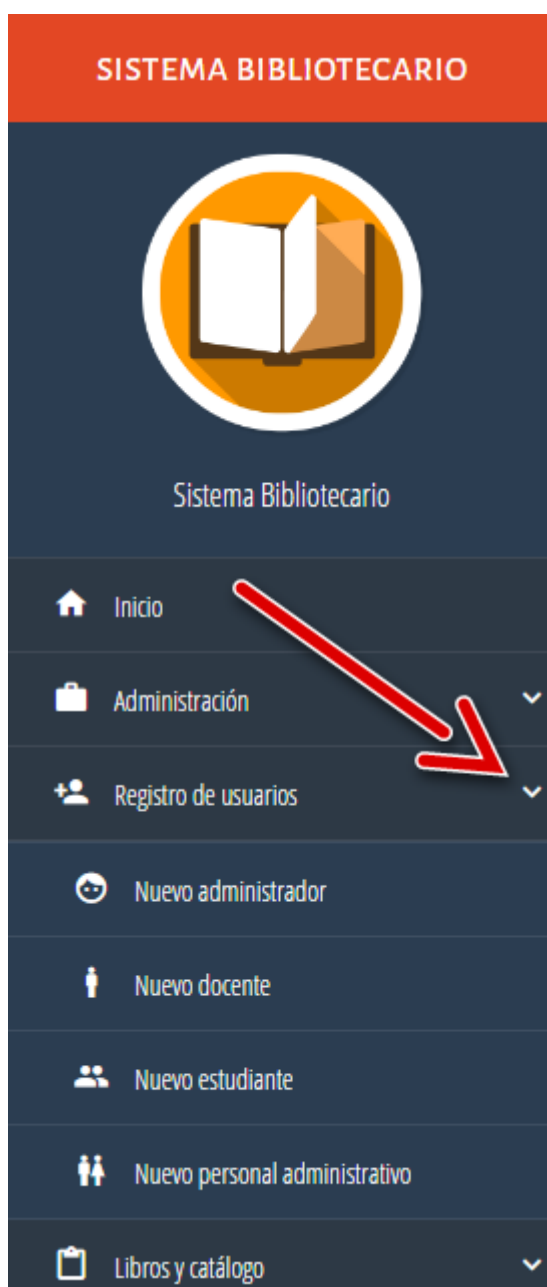 SISTEMA BIBLIOTECARIO
Sistema Bibliotecario
Inicio
Administración
Registro de usuarios
Nuevo administrador
Nuevo docente
Nuevo estudiante
Nuevo personal administrativo
Libros y catálogo